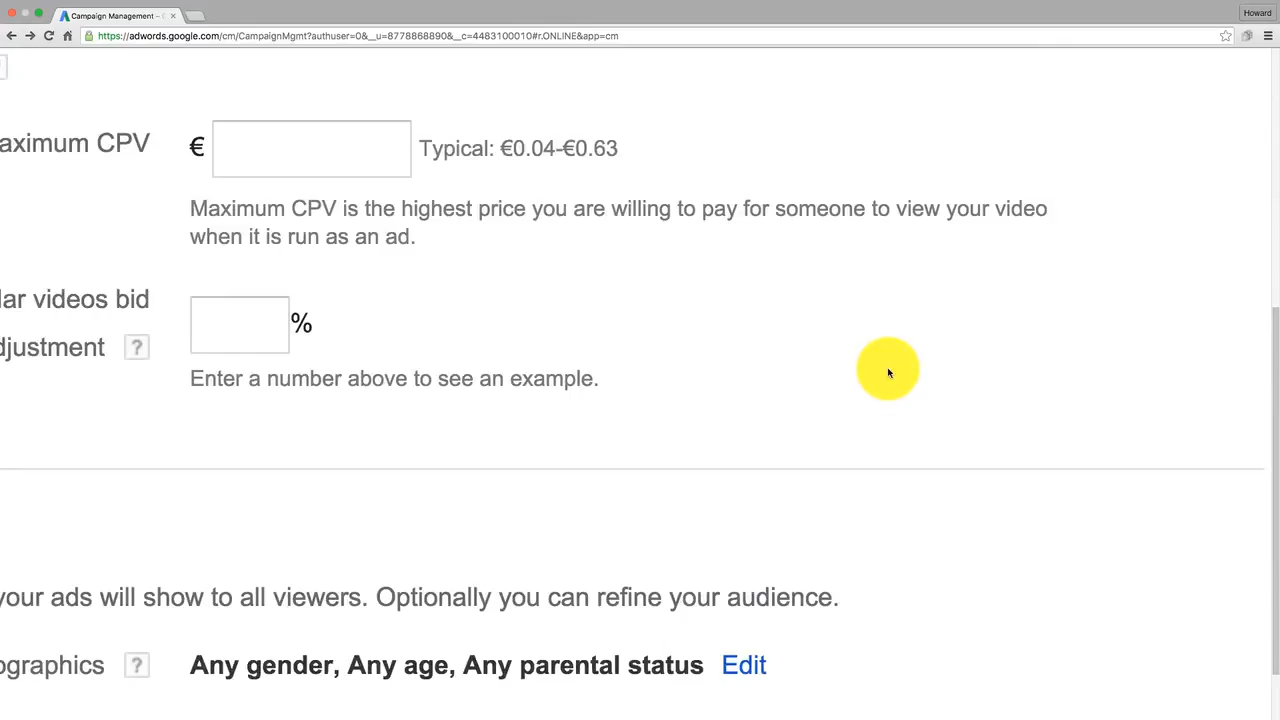 Campaign Management –
Howard
https://adwords.google.com/cm/CampaignMgmt?authuser=0&__u=8778868890&__c=4483100010#r.ONLINE&app=cm
aximum CPV
€
Typical: €0.04-€0.63
Maximum CPV is the highest price you are willing to pay for someone to view your video
when it is run as an ad.
lar videos bid
djustment ?
%
Enter a number above to see an example.
your ads will show to all viewers. Optionally you can refine your audience.
ographics ? Any gender, Any age, Any parental status Edit